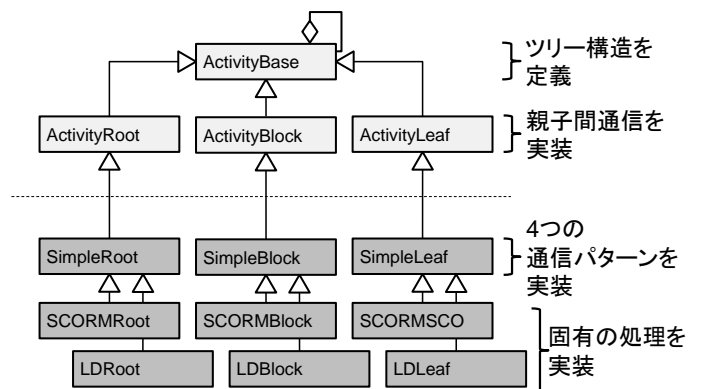 ActivityBase
ツリー構造を
定義
ActivityRoot
ActivityBlock
ActivityLeaf
親子間通信を
実装
SimpleRoot
SimpleBlock
SimpleLeaf
4つの
通信パターンを
実装
SCORMRoot
SCORMBlock
SCORMSCO
LDRoot
LDBlock
LDLeaf
固有の処理を
実装